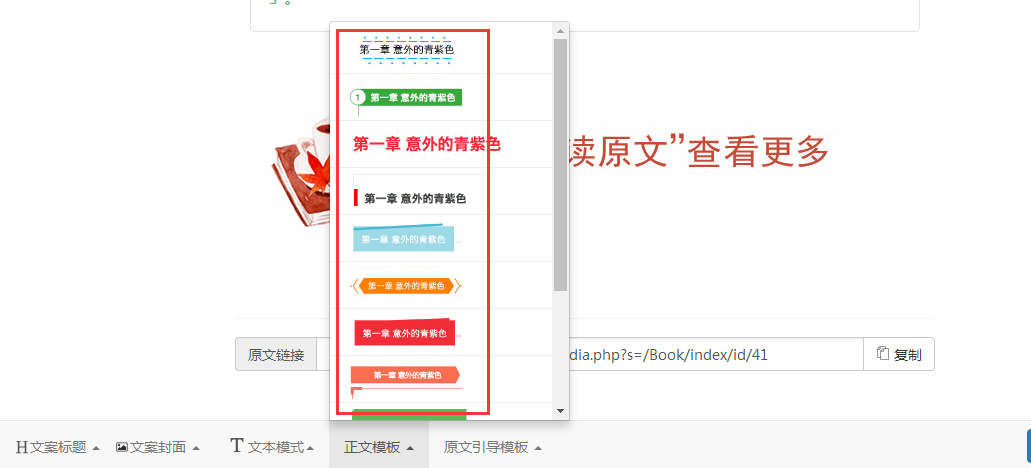 第一章 意外的青紫色
1 第一章 意外的青紫色
第一章 意外的青紫色
第一章 意外的青紫色
第一章 意外的青紫色 ...
第一章 意外的青紫色
第一章 意外的青紫色 ...
第一章 意外的青紫色
读原文”查看更多
原文链接
dia.php?s=/Book/index/id/41
复制
H文案标题
文案封面
T 文本模式
正文模板
原文引导模板